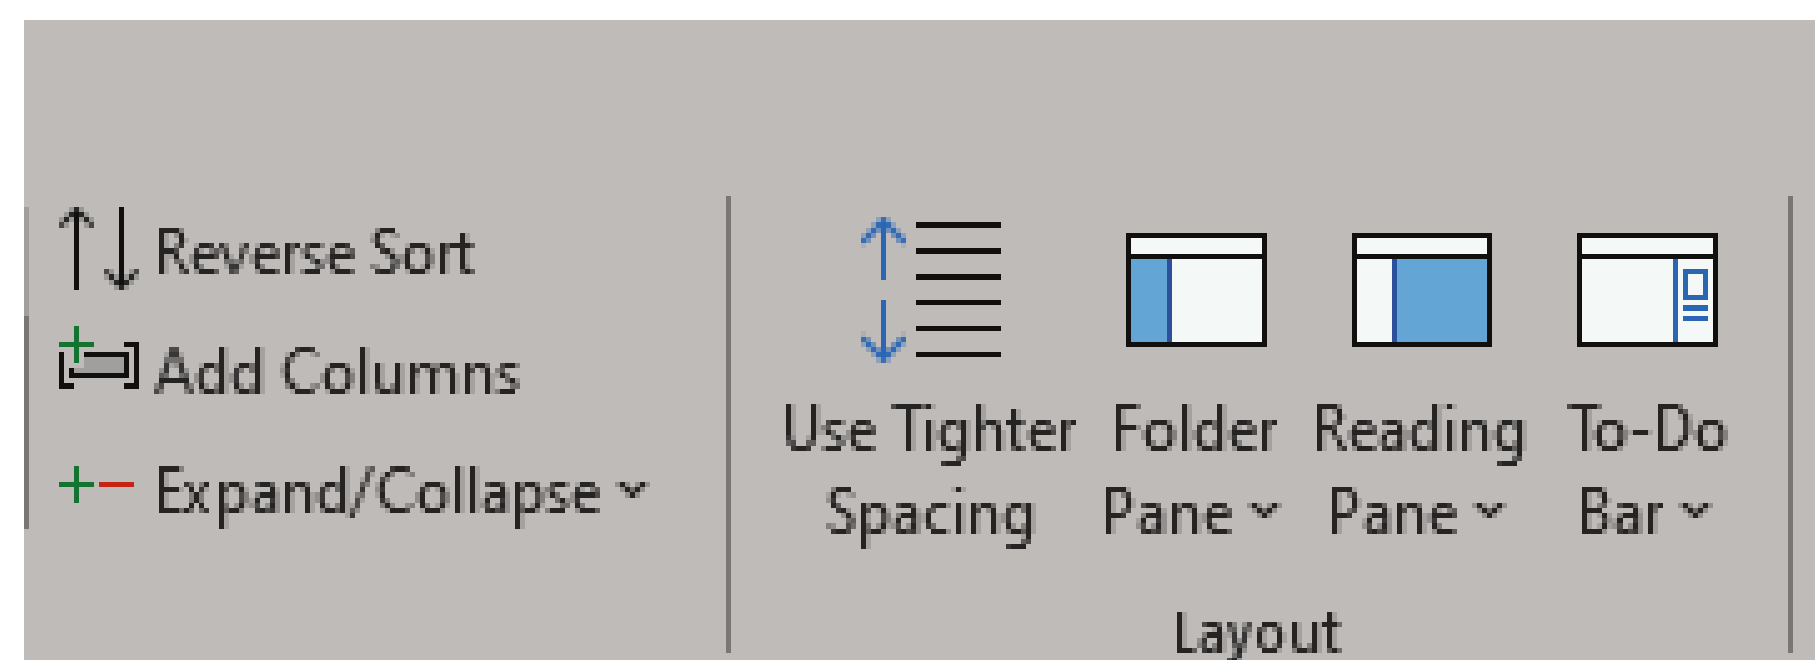 Reverse Sort
Add Columns
Expand/Collapse
Use Tighter
Spacing
Folder
Pane
Reading
Pane
To-Do
Bar
Layout